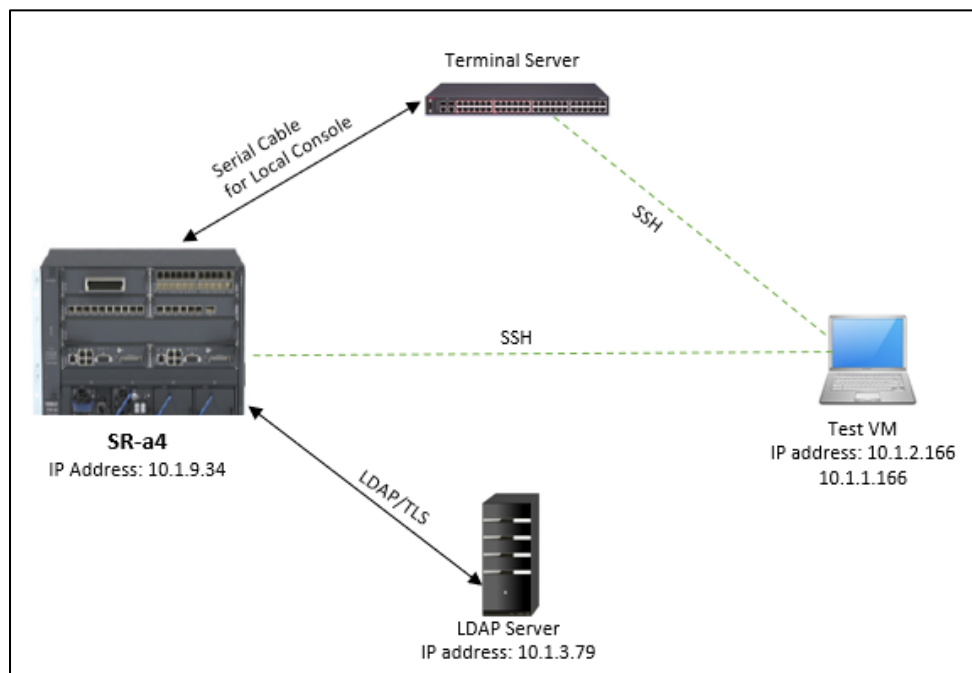 Terminal Server
Serial Cable
for Local Console
SSH
SSH
SR-a4
IP Address: 10.1.9.34
Test VM
IP address: 10.1.2.166
10.1.1.166
LDAP/TLS
LDAP Server
IP address: 10.1.3.79